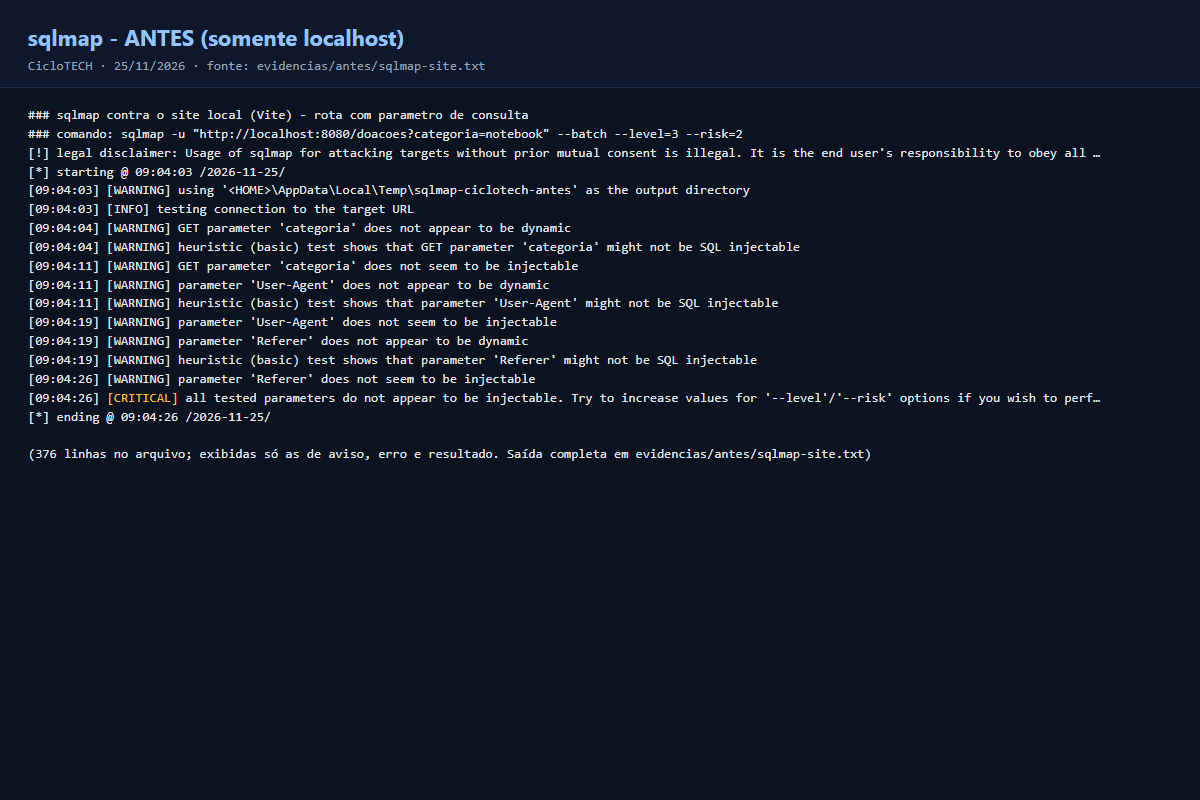 sqlmap - ANTES (somente localhost)
CicloTECH · 25/11/2026 · fonte: evidencias/antes/sqlmap-site.txt
### sqlmap contra o site local (Vite) - rota com parametro de consulta
### comando: sqlmap -u "http://localhost:8080/doacoes?categoria=notebook" --batch --level=3 --risk=2
[!] legal disclaimer: Usage of sqlmap for attacking targets without prior mutual consent is illegal. It is the end user's responsibility to obey all …
[*] starting @ 09:04:03 /2026-11-25/
[09:04:03] [WARNING] using '<HOME>\AppData\Local\Temp\sqlmap-ciclotech-antes' as the output directory
[09:04:03] [INFO] testing connection to the target URL
[09:04:04] [WARNING] GET parameter 'categoria' does not appear to be dynamic
[09:04:04] [WARNING] heuristic (basic) test shows that GET parameter 'categoria' might not be SQL injectable
[09:04:11] [WARNING] GET parameter 'categoria' does not seem to be injectable
[09:04:11] [WARNING] parameter 'User-Agent' does not appear to be dynamic
[09:04:11] [WARNING] heuristic (basic) test shows that parameter 'User-Agent' might not be SQL injectable
[09:04:19] [WARNING] parameter 'User-Agent' does not seem to be injectable
[09:04:19] [WARNING] parameter 'Referer' does not appear to be dynamic
[09:04:19] [WARNING] heuristic (basic) test shows that parameter 'Referer' might not be SQL injectable
[09:04:26] [WARNING] parameter 'Referer' does not seem to be injectable
[09:04:26] [CRITICAL] all tested parameters do not appear to be injectable. Try to increase values for '--level'/'--risk' options if you wish to perf…
[*] ending @ 09:04:26 /2026-11-25/
(376 linhas no arquivo; exibidas só as de aviso, erro e resultado. Saída completa em evidencias/antes/sqlmap-site.txt)